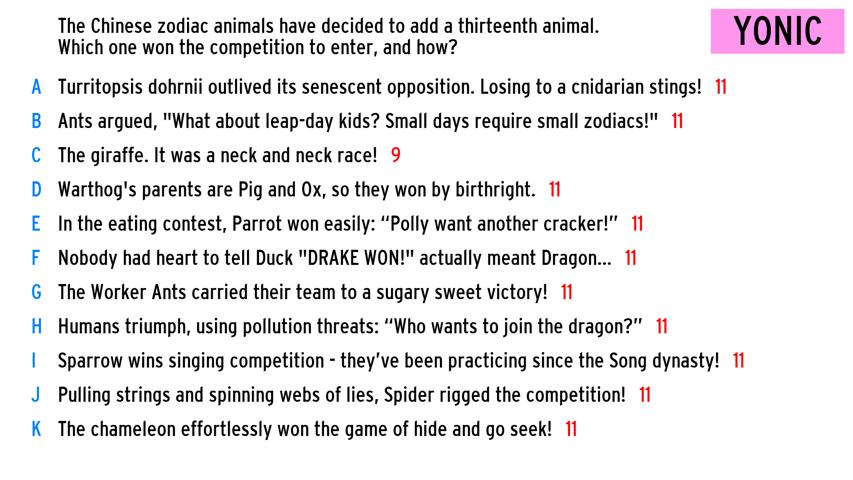 The Chinese zodiac animals have decided to add a thirteenth animal.
Which one won the competition to enter, and how?
YONIC
A Turritopsis dohrnii outlived its senescent opposition. Losing to a cnidarian stings! 11
B Ants argued, "What about leap-day kids? Small days require small zodiacs!" 11
C The giraffe. It was a neck and neck race! 9
D Warthog's parents are Pig and Ox, so they won by birthright. 11
E In the eating contest, Parrot won easily: “Polly want another cracker!” 11
F Nobody had heart to tell Duck "DRAKE WON!" actually meant Dragon... 11
G The Worker Ants carried their team to a sugary sweet victory! 11
H Humans triumph, using pollution threats: “Who wants to join the dragon?” 11
I Sparrow wins singing competition - they’ve been practicing since the Song dynasty! 11
J Pulling strings and spinning webs of lies, Spider rigged the competition! 11
K The chameleon effortlessly won the game of hide and go seek! 11